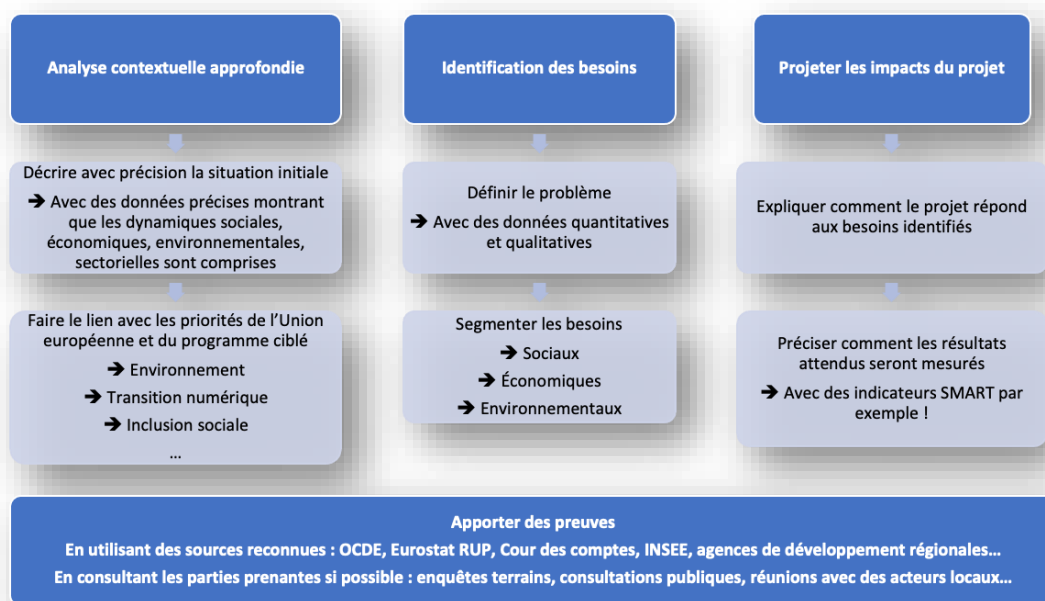 Analyse contextuelle approfondie
Décrire avec précision la situation initiale
➔ Avec des données précises montrant
que les dynamiques sociales,
économiques, environnementales,
sectorielles sont comprises
Faire le lien avec les priorités de l’Union
européenne et du programme ciblé
➔ Environnement
➔ Transition numérique
➔ Inclusion sociale
...
Identification des besoins
Définir le problème
➔ Avec des données quantitatives
et qualitatives
Segmenter les besoins
➔ Sociaux
➔ Économiques
➔ Environnementaux
Projeter les impacts du projet
Expliquer comment le projet répond
aux besoins identifiés
Préciser comment les résultats
attendus seront mesurés
➔ Avec des indicateurs SMART par
exemple !
Apporter des preuves
En utilisant des sources reconnues : OCDE, Eurostat RUP, Cour des comptes, INSEE, agences de développement régionales...
En consultant les parties prenantes si possible : enquêtes terrains, consultations publiques, réunions avec des acteurs locaux...